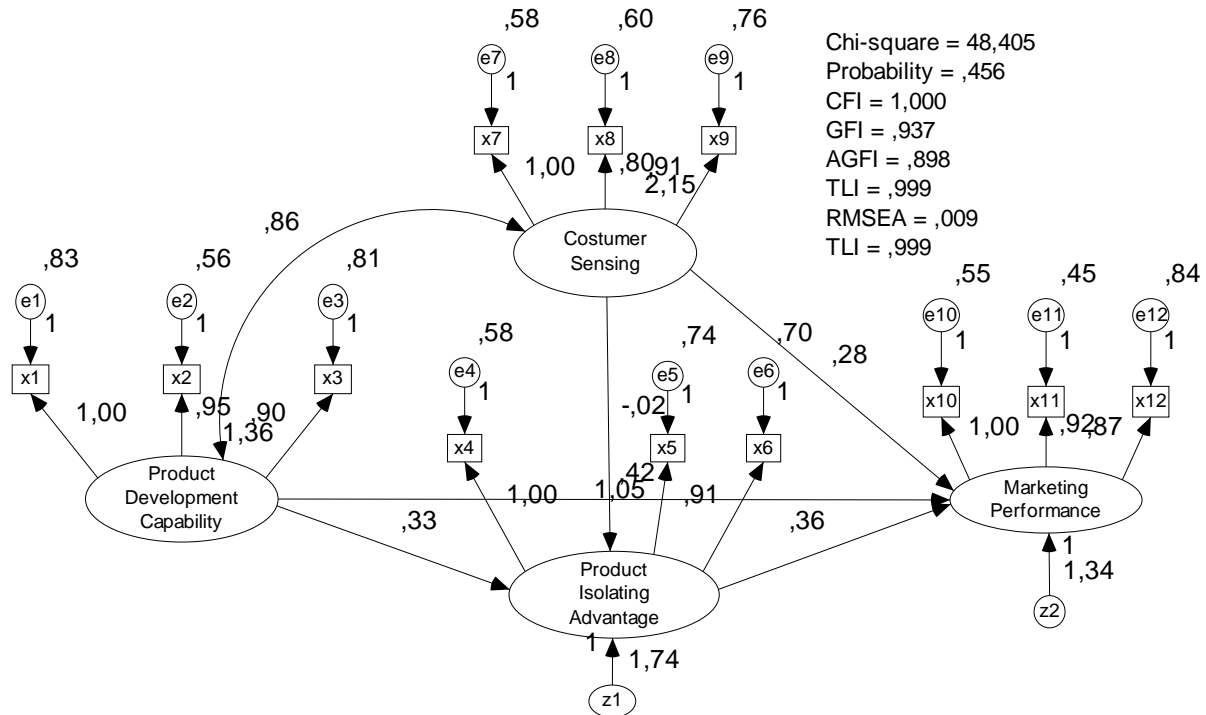 ,58
,60
,76
e7
e8
e9
1
1
1
x7
x8
x9
1,00
,80
,91
2,15
Costumer
Sensing
Chi-square = 48,405
Probability = ,456
CFI = 1,000
GFI = ,937
AGFI = ,898
TLI = ,999
RMSEA = ,009
TLI = ,999
,86
,83
,56
,81
e1
e2
e3
1
1
1
x1
x2
x3
1,00
,95
,90
1,36
Product
Development
Capability
,58
,74
,70
e4
e5
e6
1
1
1
x4
x5
x6
1,00
1,05
,91
-,02
,42
,28
,33
,36
Product
Isolating
Advantage
1
1,74
z1
,55
,45
,84
e10
e11
e12
1
1
1
x10
x11
x12
1,00
,92
,87
Marketing
Performance
1
1,34
z2